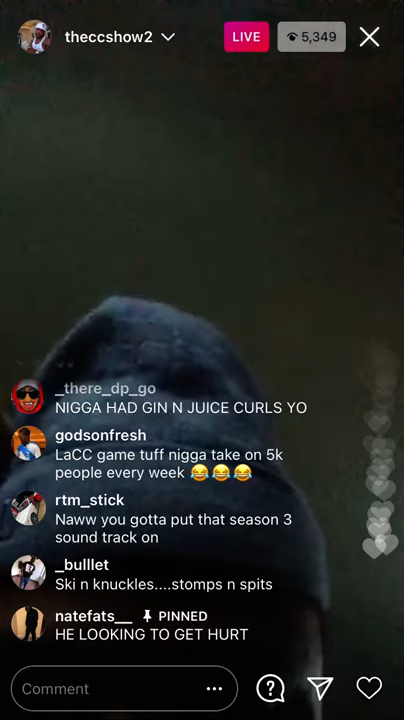 theccshow2
LIVE
5,349
_there_dp_go
NIGGA HAD GIN N JUICE CURLS YO
godsonfresh
LaCC game tuff nigga take on 5k
people every week 😂😂😂
rtm_stick
Naww you gotta put that season 3
sound track on
_bulllet
Ski n knuckles....stomps n spits
natefats__ PINNED
HE LOOKING TO GET HURT
Comment